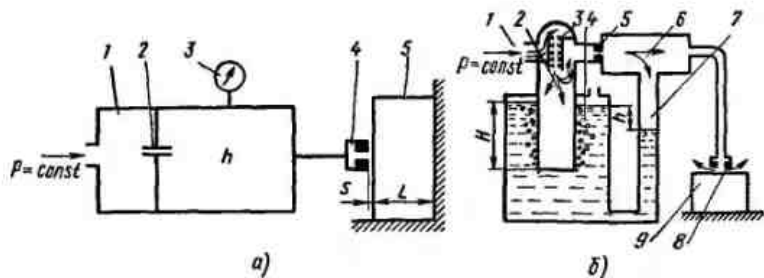 1 2 3 4 5
P=const
h
S L
а)
1 2 3 4 5 6 7
P=const
H h
9 8
б)